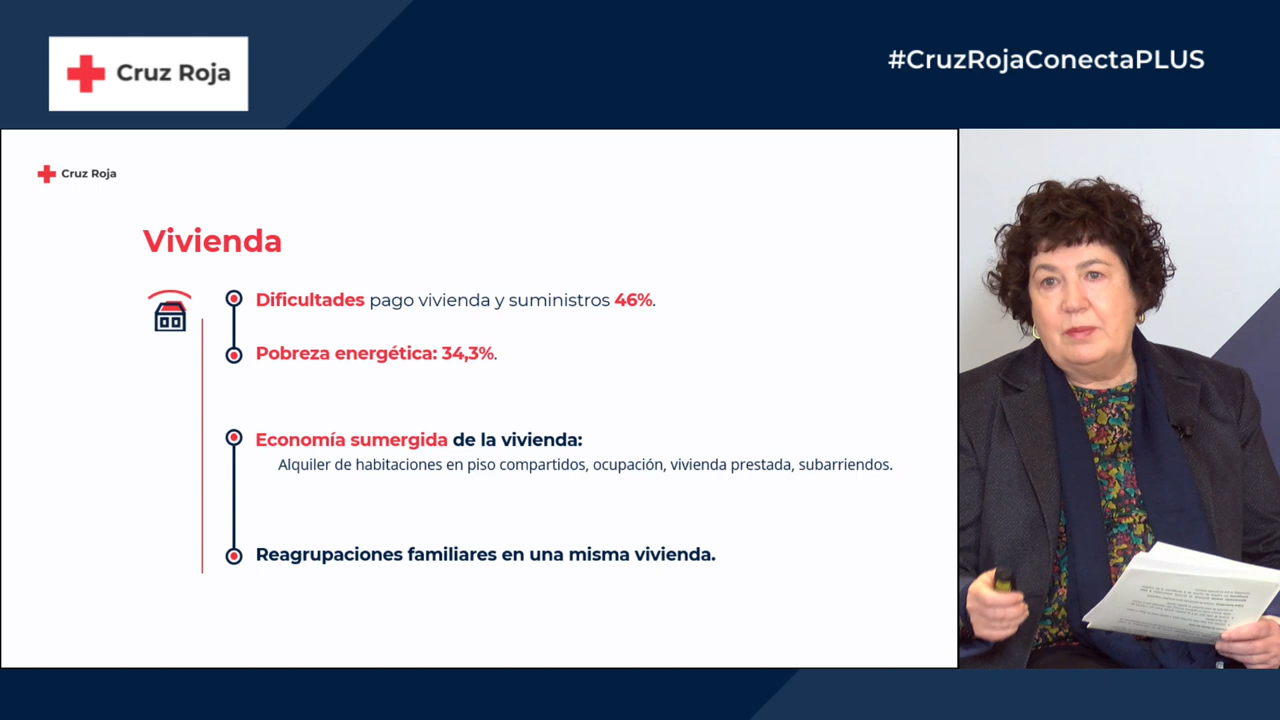 Cruz Roja
#CruzRojaConectaPLUS
Cruz Roja
Vivienda
Dificultades pago vivienda y suministros 46%.
Pobreza energética: 34,3%.
Economía sumergida de la vivienda:
Alquiler de habitaciones en piso compartidos, ocupación, vivienda prestada, subarriendos.
Reagrupaciones familiares en una misma vivienda.